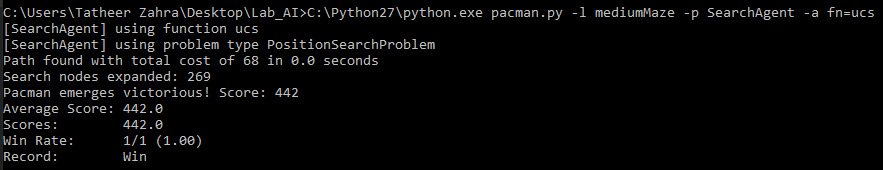 C:\Users\Tatheer Zahra\Desktop\Lab_AI>C:\Python27\python.exe pacman.py -l mediumMaze -p SearchAgent -a fn=ucs
[SearchAgent] using function ucs
[SearchAgent] using problem type PositionSearchProblem
Path found with total cost of 68 in 0.0 seconds
Search nodes expanded: 269
Pacman emerges victorious! Score: 442
Average Score: 442.0
Scores:        442.0
Win Rate:      1/1 (1.00)
Record:        Win